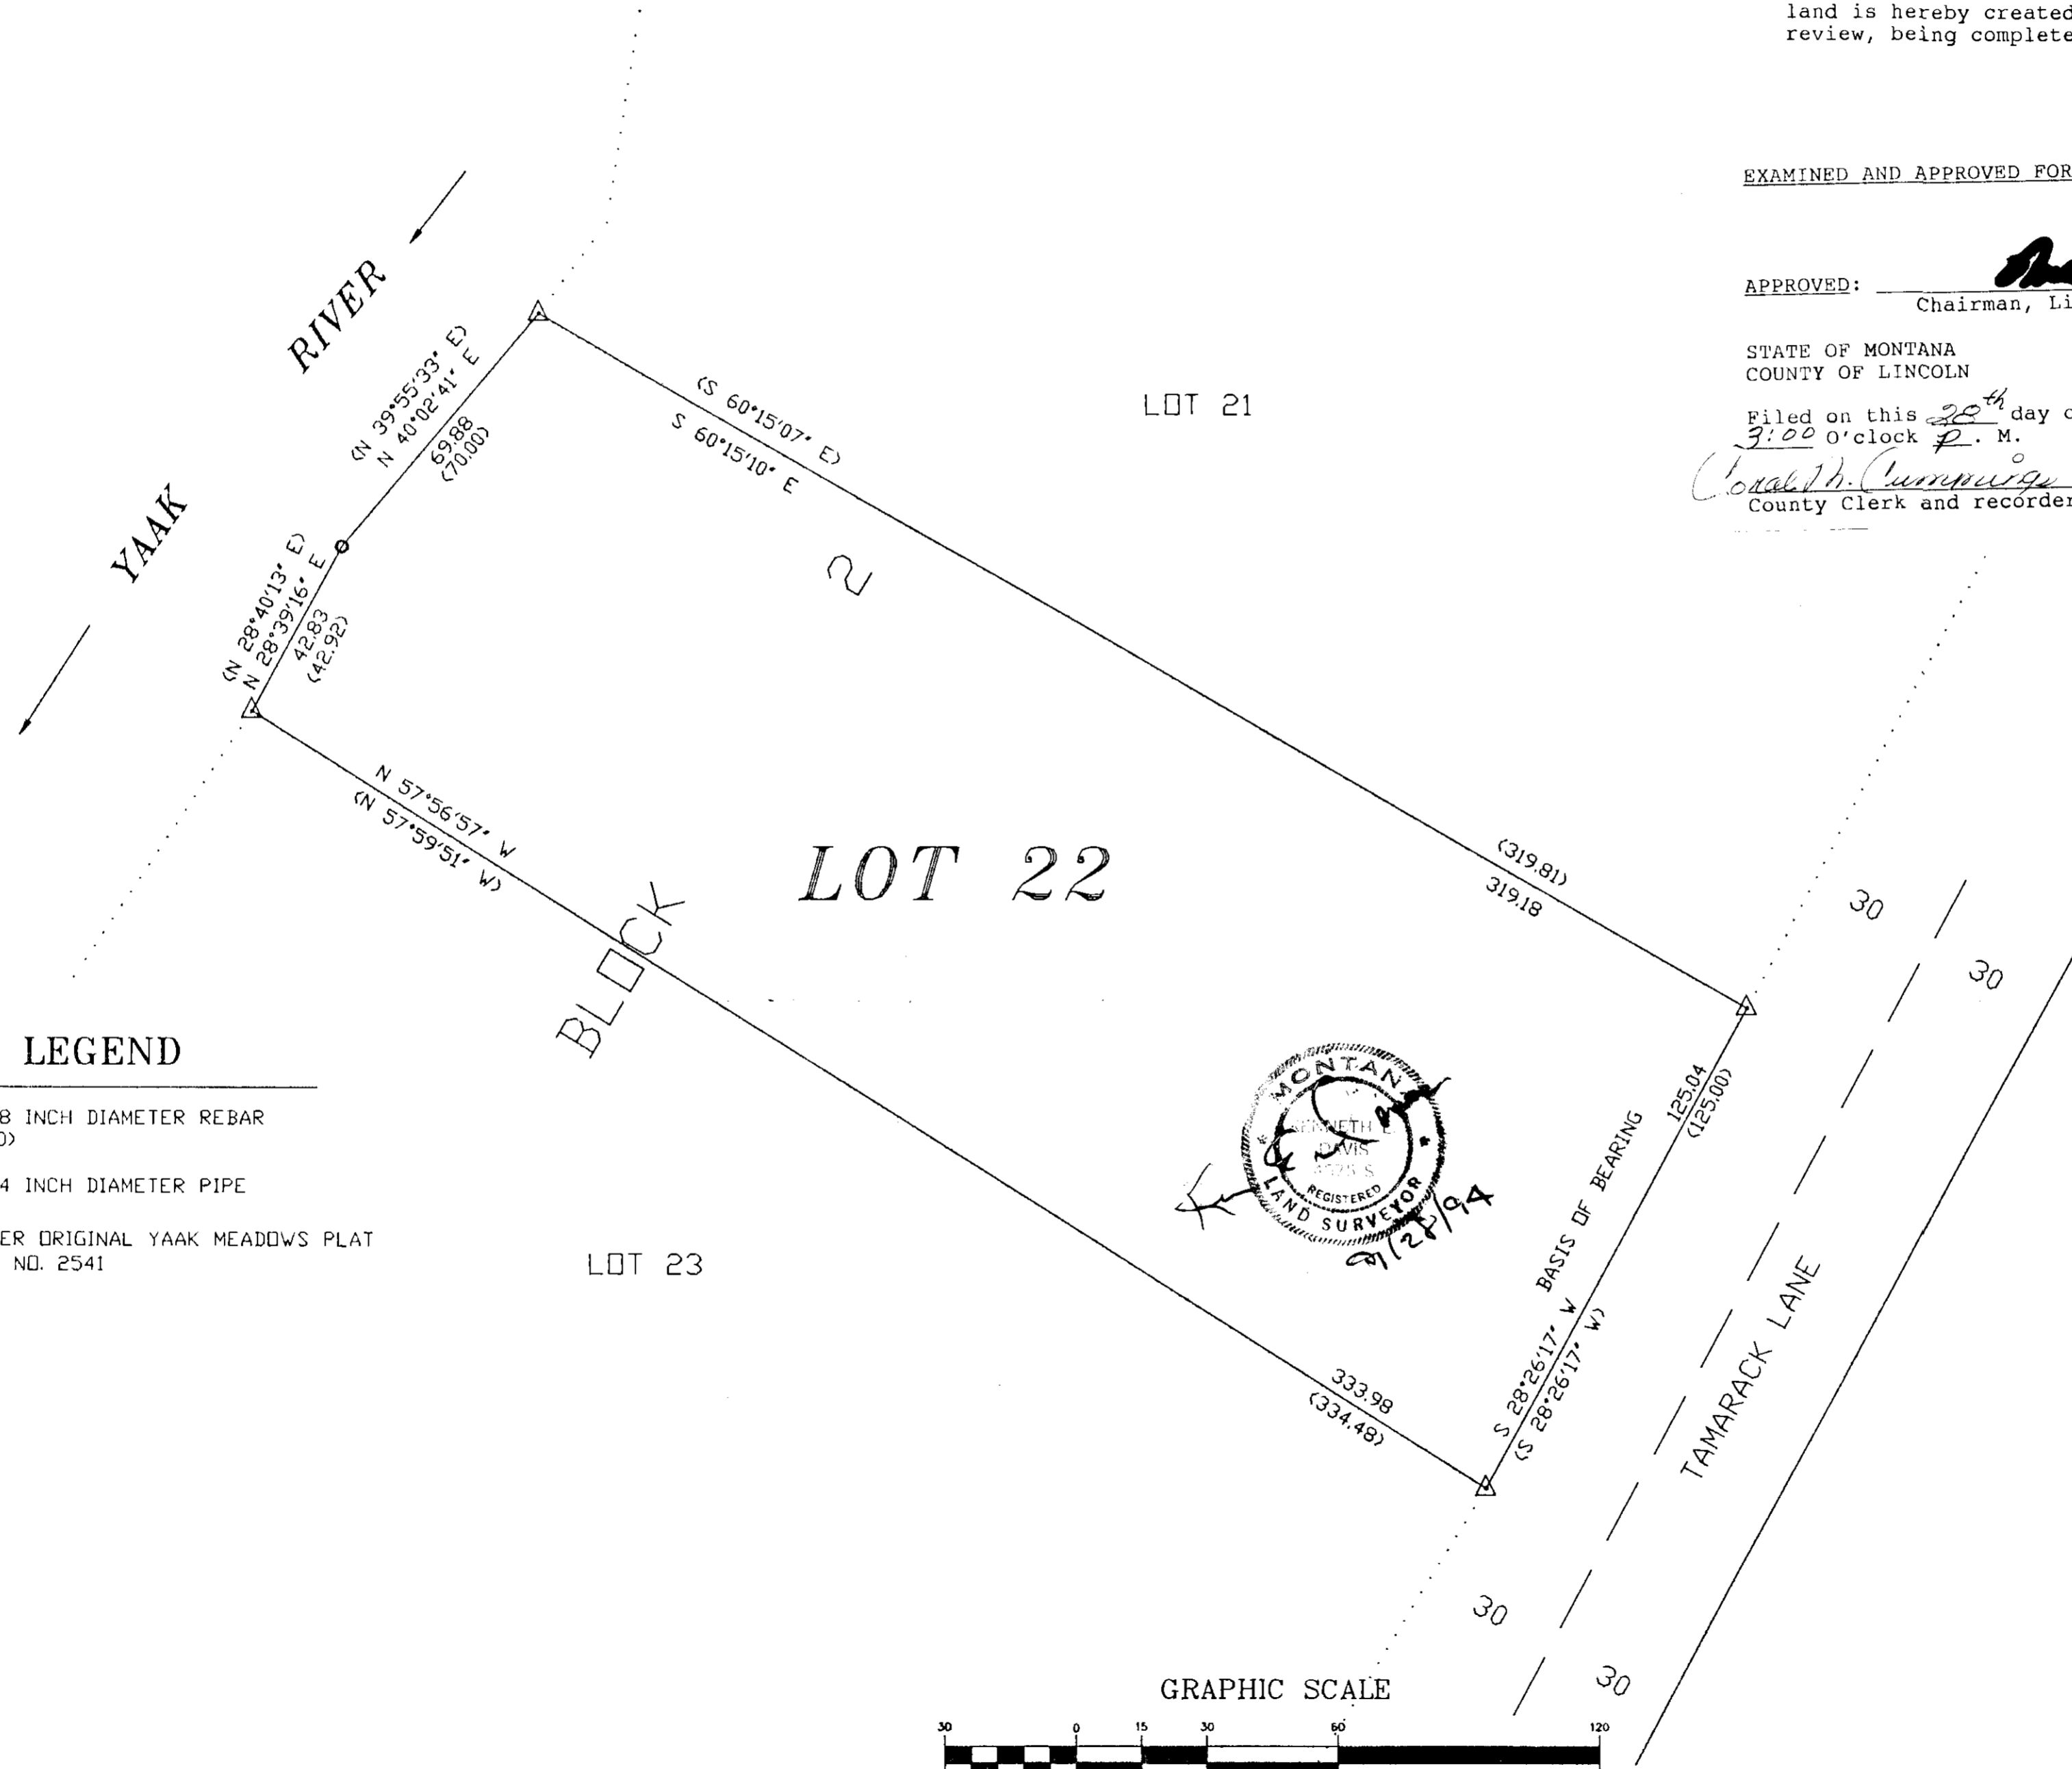 land is hereby created
review, being complete
EXAMINED AND APPROVED FOR
APPROVED:
Chairman, Li
STATE OF MONTANA
COUNTY OF LINCOLN
Filed on this 28th day o
3:00 O'clock P. M.
Coral M. Cummings
County Clerk and recorder
YAAK RIVER
(N 39°55'33" E)
N 40°02'41" E
69.88
(70.00)
(S 60°15'07" E)
S 60°15'10" E
LOT 21
(N 28°40'13" E)
N 28°39'16" E
42.83
(42.92)
N 57°56'57" W
(N 57°59'51" W)
BLOCK 2
LOT 22
(319.81)
319.18
30
30
125.04
(125.00)
BASIS OF BEARING
S 28°26'17" W
(S 28°26'17" W)
TAMARACK LANE
MONTANA
KENNETH E.
DAVIS
REGISTERED
LAND SURVEYOR
333.98
(334.48)
LOT 23
30
30
LEGEND
8 INCH DIAMETER REBAR
0)
4 INCH DIAMETER PIPE
ER ORIGINAL YAAK MEADOWS PLAT
NO. 2541
GRAPHIC SCALE
30 0 15 30 60 120